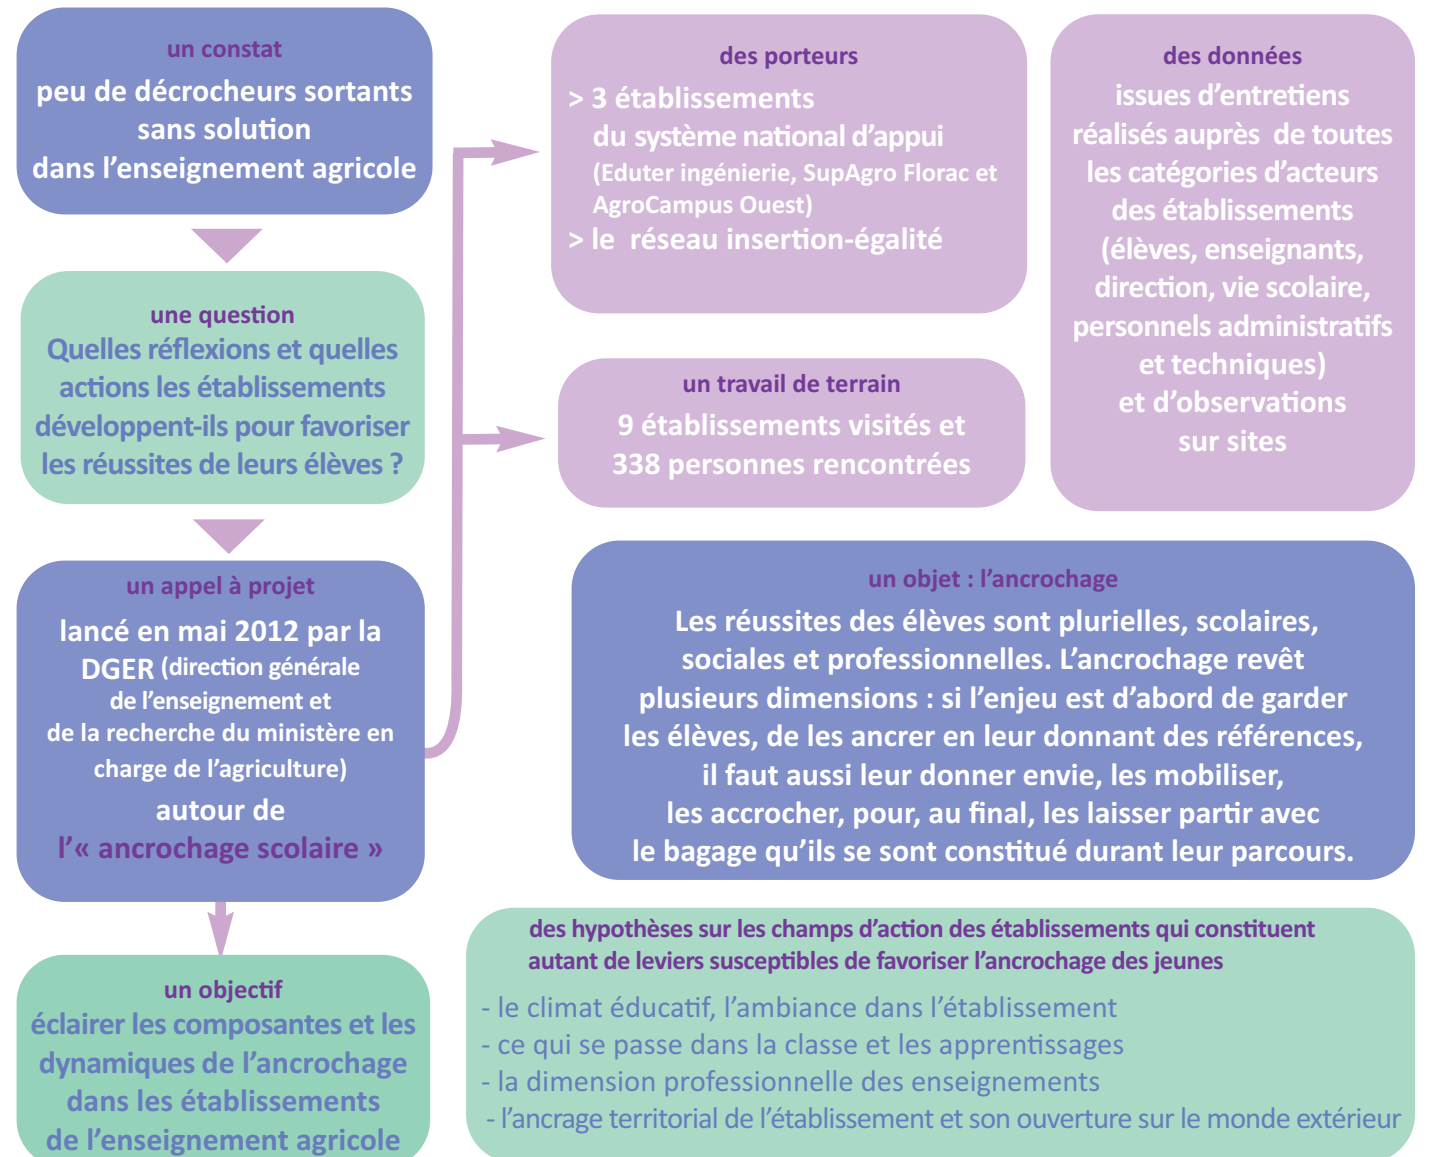 un constat
peu de décrocheurs sortants
sans solution
dans l’enseignement agricole
une question
Quelles réflexions et quelles
actions les établissements
développent-ils pour favoriser
les réussites de leurs élèves ?
un appel à projet
lancé en mai 2012 par la
DGER (direction générale
de l’enseignement et
de la recherche du ministère en
charge de l’agriculture)
autour de
l’« ancrochage scolaire »
un objectif
éclairer les composantes et les
dynamiques de l’ancrochage
dans les établissements
de l’enseignement agricole
des porteurs
> 3 établissements
du système national d’appui
(Eduter ingénierie, SupAgro Florac et
AgroCampus Ouest)
> le réseau insertion-égalité
un travail de terrain
9 établissements visités et
338 personnes rencontrées
des données
issues d’entretiens
réalisés auprès de toutes
les catégories d’acteurs
des établissements
(élèves, enseignants,
direction, vie scolaire,
personnels administratifs
et techniques)
et d’observations
sur sites
un objet : l’ancrochage
Les réussites des élèves sont plurielles, scolaires,
sociales et professionnelles. L’ancrochage revêt
plusieurs dimensions : si l’enjeu est d’abord de garder
les élèves, de les ancrer en leur donnant des références,
il faut aussi leur donner envie, les mobiliser,
les accrocher, pour, au final, les laisser partir avec
le bagage qu’ils se sont constitué durant leur parcours.
des hypothèses sur les champs d’action des établissements qui constituent
autant de leviers susceptibles de favoriser l’ancrochage des jeunes
- le climat éducatif, l’ambiance dans l’établissement
- ce qui se passe dans la classe et les apprentissages
- la dimension professionnelle des enseignements
- l’ancrage territorial de l’établissement et son ouverture sur le monde extérieur